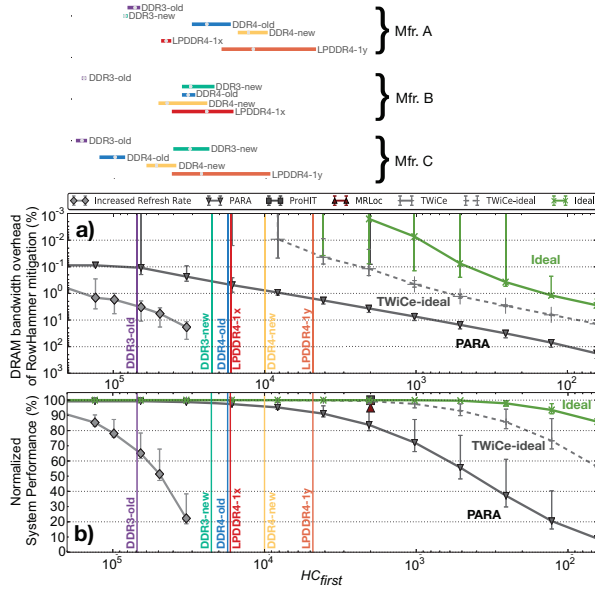 DDR3-old
DDR3-new
DDR4-old
DDR4-new
LPDDR4-1x
LPDDR4-1y
Mfr. A
DDR3-old
DDR3-new
DDR4-old
DDR4-new
LPDDR4-1x
Mfr. B
DDR3-old
DDR3-new
DDR4-old
DDR4-new
LPDDR4-1y
Mfr. C
Increased Refresh Rate PARA ProHIT MRLoc TWiCe TWiCe-ideal Ideal
a)
DRAM bandwidth overhead
of RowHammer mitigation (%)
10⁻³
10⁻²
10⁻¹
10⁰
10¹
10²
10³
DDR3-old
DDR3-new
DDR4-old
LPDDR4-1x
DDR4-new
LPDDR4-1y
Ideal
TWiCe-ideal
PARA
10⁵ 10⁴ 10³ 10²
b)
Normalized
System Performance (%)
100
90
80
70
60
50
40
30
20
10
0
DDR3-old
DDR3-new
DDR4-old
LPDDR4-1x
DDR4-new
LPDDR4-1y
Ideal
TWiCe-ideal
PARA
10⁵ 10⁴ 10³ 10²
HCfirst